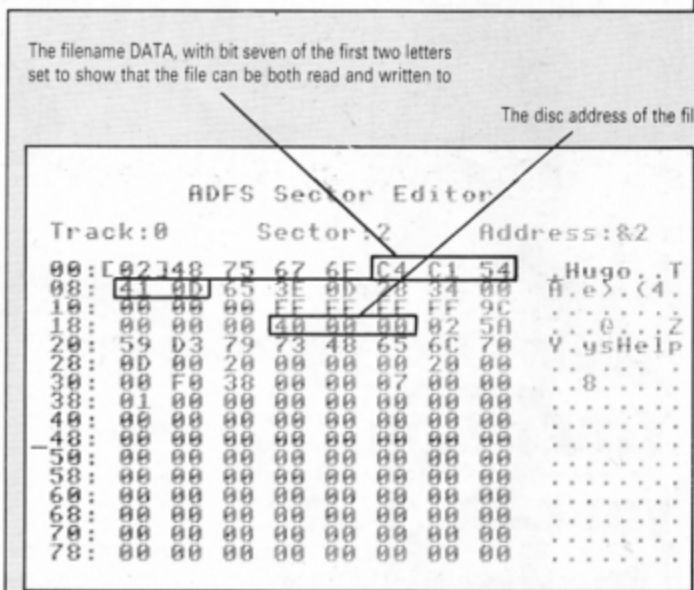 The filename DATA, with bit seven of the first two letters
set to show that the file can be both read and written to
The disc address of the fil
ADFS Sector Editor
Track:0 Sector:2 Address:&2
00:[02]48 75 67 6F C4 C1 54 .Hugo..T
08: 41 0D 65 3E 0D 28 34 00 A.e>.(4.
10: 00 00 00 FF FF FF FF 9C ........
18: 00 00 00 40 00 00 02 5A ...@...Z
20: 59 D3 79 73 48 65 6C 70 Y.ysHelp
28: 0D 00 20 00 00 00 20 00 .. ... .
30: 00 F0 38 00 00 07 00 00 ..8.....
38: 01 00 00 00 00 00 00 00 ........
40: 00 00 00 00 00 00 00 00 ........
48: 00 00 00 00 00 00 00 00 ........
50: 00 00 00 00 00 00 00 00 ........
58: 00 00 00 00 00 00 00 00 ........
60: 00 00 00 00 00 00 00 00 ........
68: 00 00 00 00 00 00 00 00 ........
70: 00 00 00 00 00 00 00 00 ........
78: 00 00 00 00 00 00 00 00 ........